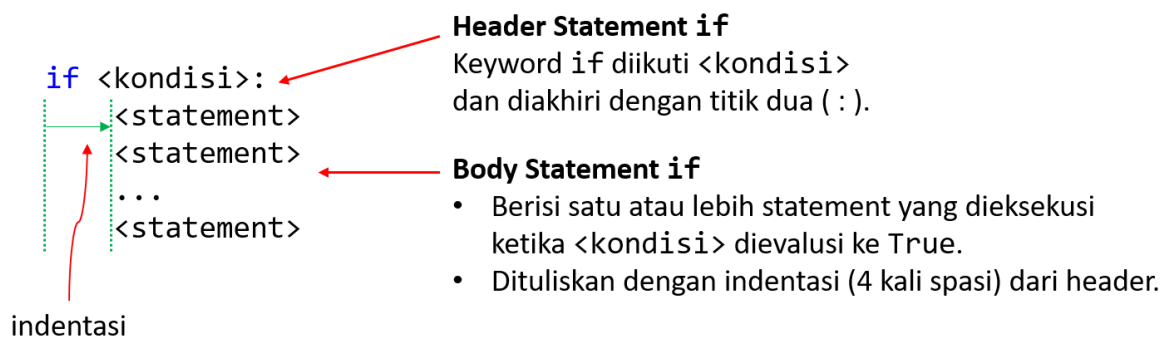 if <kondisi>:
<statement>
<statement>
...
<statement>
indentasi
Header Statement if
Keyword if diikuti <kondisi>
dan diakhiri dengan titik dua ( : ).
Body Statement if
• Berisi satu atau lebih statement yang dieksekusi
ketika <kondisi> dievalusi ke True.
• Dituliskan dengan indentasi (4 kali spasi) dari header.